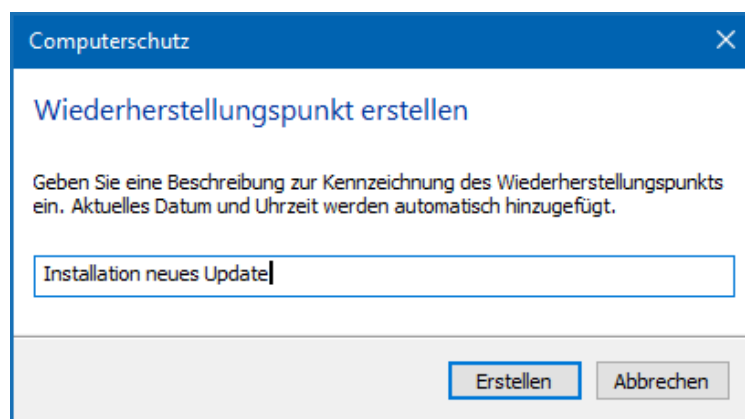 Computerschutz
Wiederherstellungspunkt erstellen
Geben Sie eine Beschreibung zur Kennzeichnung des Wiederherstellungspunkts
ein. Aktuelles Datum und Uhrzeit werden automatisch hinzugefügt.
Installation neues Update
Erstellen Abbrechen